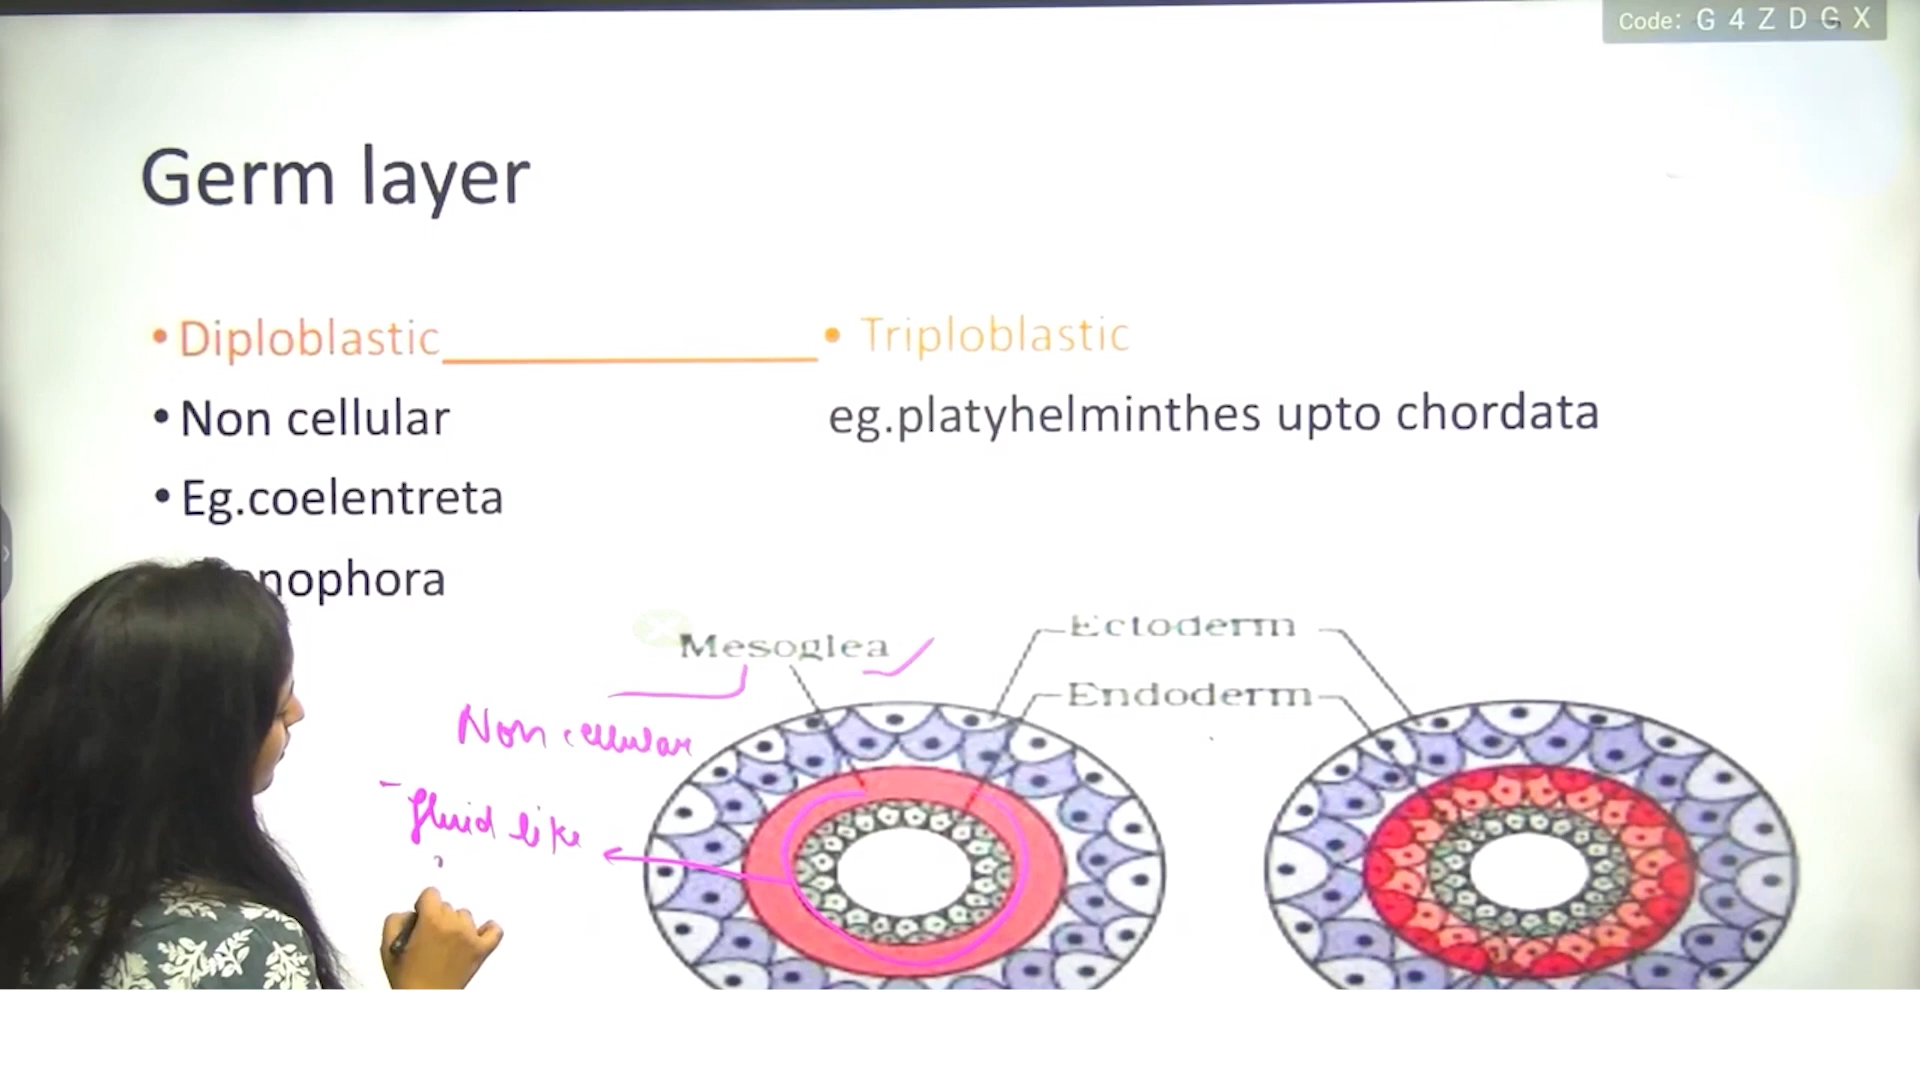 Code: G 4 Z D G X
Germ layer
• Diploblastic
• Non cellular
• Eg.coelentreta
nophora
• Triploblastic
eg.platyhelminthes upto chordata
Mesoglea
Ectoderm
Endoderm
Non cellular
- fluid like